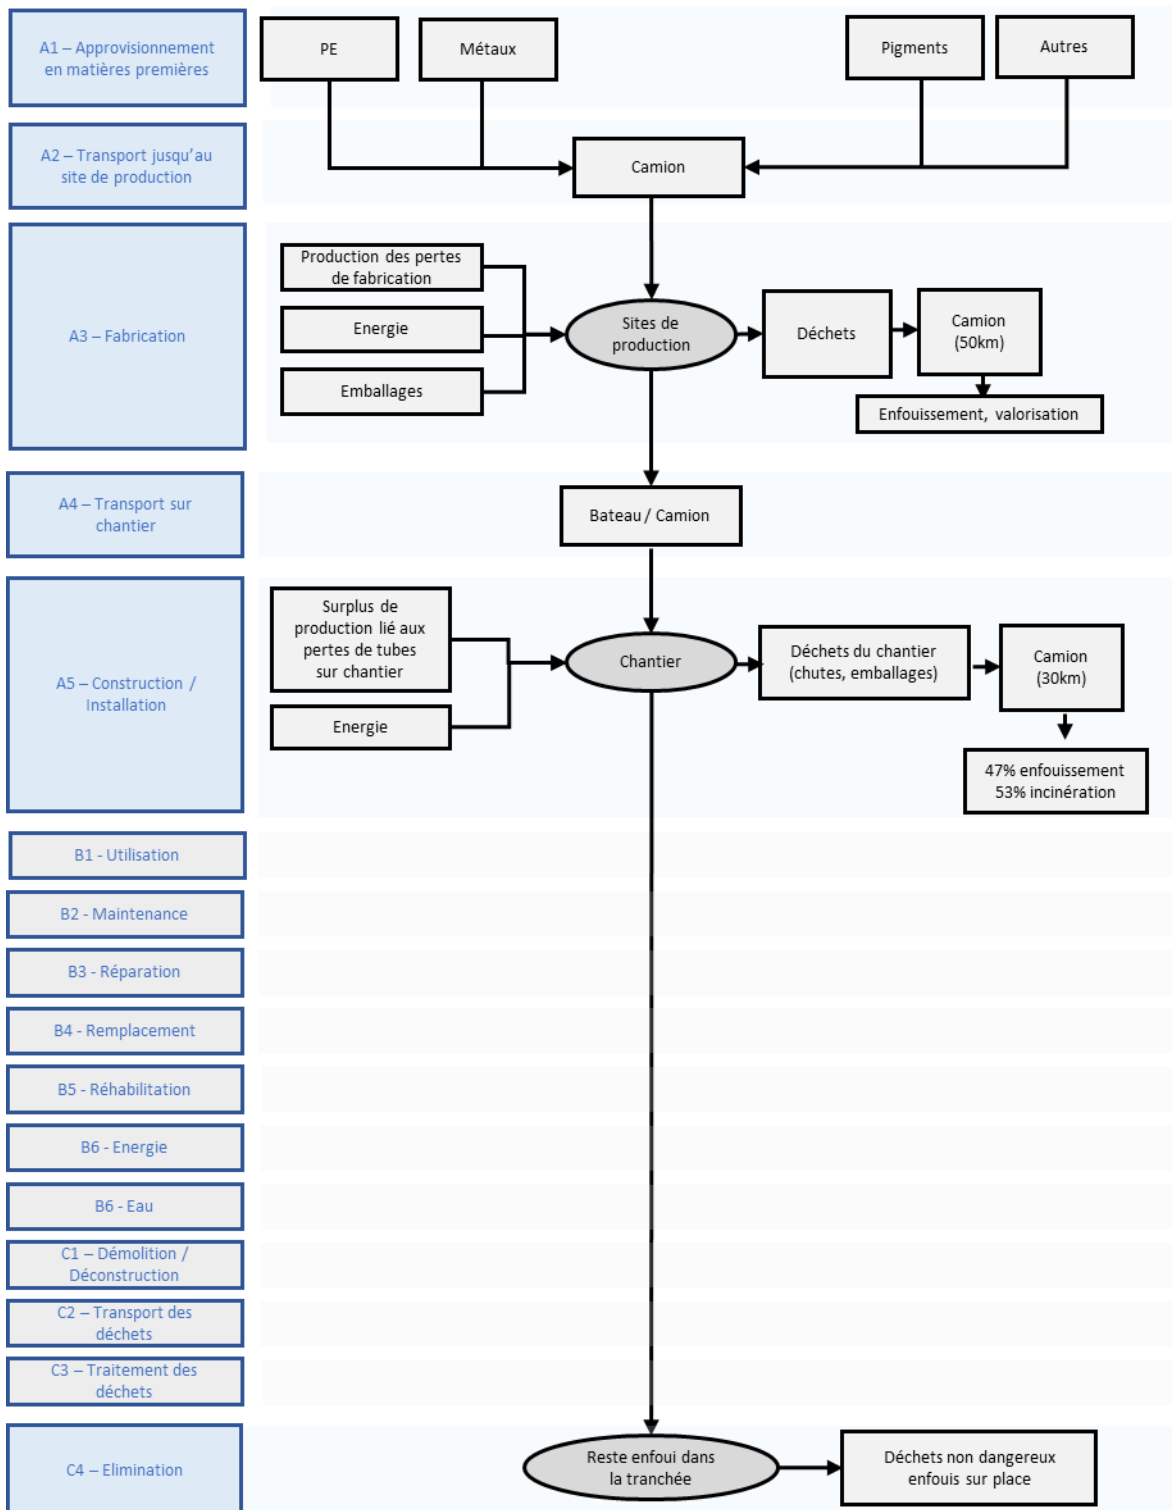 A1 – Approvisionnement
en matières premières
PE
Métaux
Pigments
Autres
A2 – Transport jusqu'au
site de production
Camion
A3 – Fabrication
Production des pertes
de fabrication
Energie
Emballages
Sites de
production
Déchets
Camion
(50km)
Enfouissement, valorisation
A4 – Transport sur
chantier
Bateau / Camion
A5 – Construction /
Installation
Surplus de
production lié aux
pertes de tubes
sur chantier
Energie
Chantier
Déchets du chantier
(chutes, emballages)
Camion
(30km)
47% enfouissement
53% incinération
B1 - Utilisation
B2 - Maintenance
B3 - Réparation
B4 - Remplacement
B5 - Réhabilitation
B6 - Energie
B6 - Eau
C1 – Démolition /
Déconstruction
C2 – Transport des
déchets
C3 – Traitement des
déchets
C4 – Elimination
Reste enfoui dans
la tranchée
Déchets non dangereux
enfouis sur place